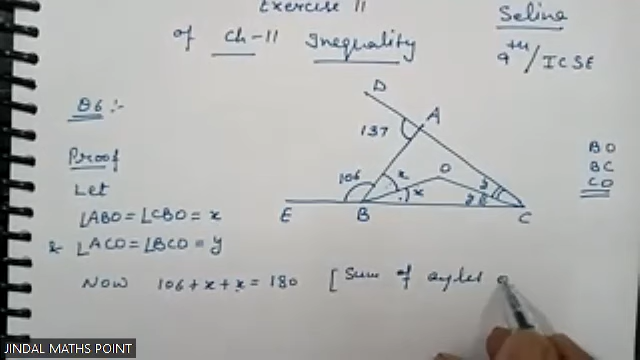 Exercise 11
of Ch-11 Inequality
Selina
9th/ICSE
Q6:-
Proof
Let
∠ABO = ∠CBO = x
& ∠ACO = ∠BCO = y
Now 106 + x + x = 180 [Sum of angles o
D
A
137
106
x
x
O
y
y
E
B
C
BO
BC
CO
JINDAL MATHS POINT